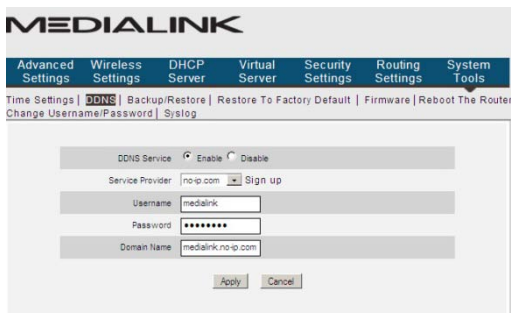 MEDIALINK
Advanced Settings Wireless Settings DHCP Server Virtual Server Security Settings Routing Settings System Tools
Time Settings | DDNS | Backup/Restore | Restore To Factory Default | Firmware | Reboot The Router
Change Username/Password | Syslog
DDNS Service Enable Disable
Service Provider no-ip.com Sign up
Username medialink
Password ••••••••
Domain Name medialink.no-ip.com
Apply Cancel